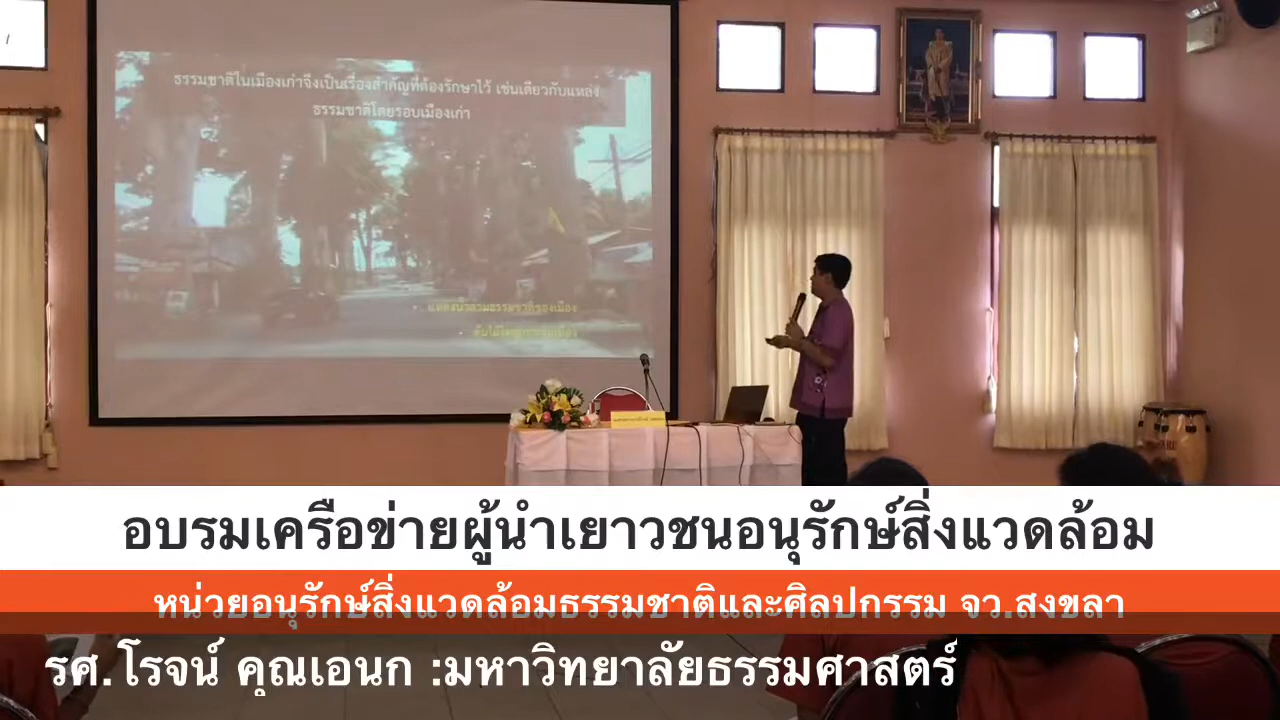 ธรรมชาติในเมืองเก่าจึงเป็นเรื่องสำคัญที่ต้องรักษาไว้ เช่นเดียวกับแหล่ง
ธรรมชาติโดยรอบเมืองเก่า
อบรมเครือข่ายผู้นำเยาวชนอนุรักษ์สิ่งแวดล้อม
หน่วยอนุรักษ์สิ่งแวดล้อมธรรมชาติและศิลปกรรม จว.สงขลา
รศ.โรจน์ คุณเอนก :มหาวิทยาลัยธรรมศาสตร์